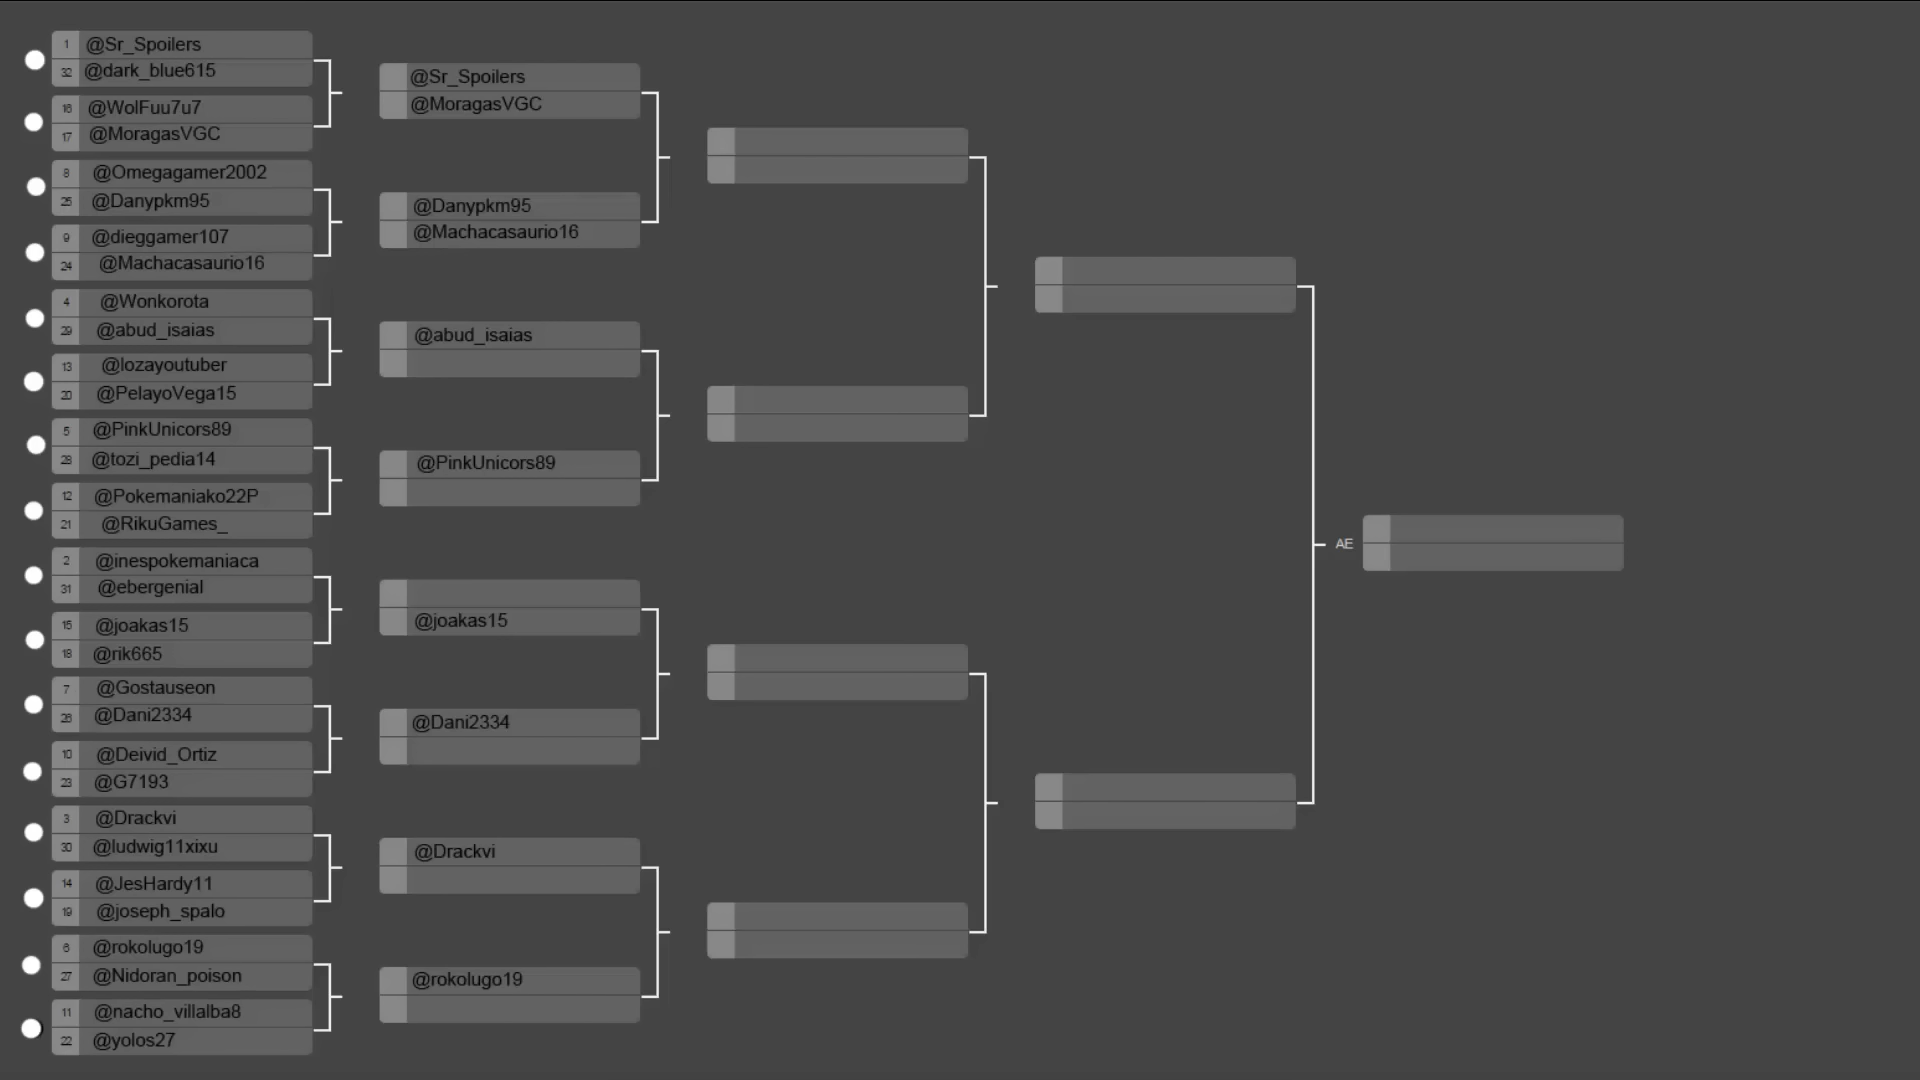 1 @Sr_Spoilers
32 @dark_blue615
16 @WolFuu7u7
17 @MoragasVGC
8 @Omegagamer2002
25 @Danypkm95
9 @dieggamer107
24 @Machacasaurio16
4 @Wonkorota
29 @abud_isaias
13 @lozayoutuber
20 @PelayoVega15
5 @PinkUnicors89
28 @tozi_pedia14
12 @Pokemaniako22P
21 @RikuGames_
2 @inespokemaniaca
31 @ebergenial
15 @joakas15
18 @rik665
7 @Gostauseon
26 @Dani2334
10 @Deivid_Ortiz
23 @G7193
3 @Drackvi
30 @ludwig11xixu
14 @JesHardy11
19 @joseph_spalo
6 @rokolugo19
27 @Nidoran_poison
11 @nacho_villalba8
22 @yolos27
@Sr_Spoilers
@MoragasVGC
@Danypkm95
@Machacasaurio16
@abud_isaias
@PinkUnicors89
@joakas15
@Dani2334
@Drackvi
@rokolugo19
AE